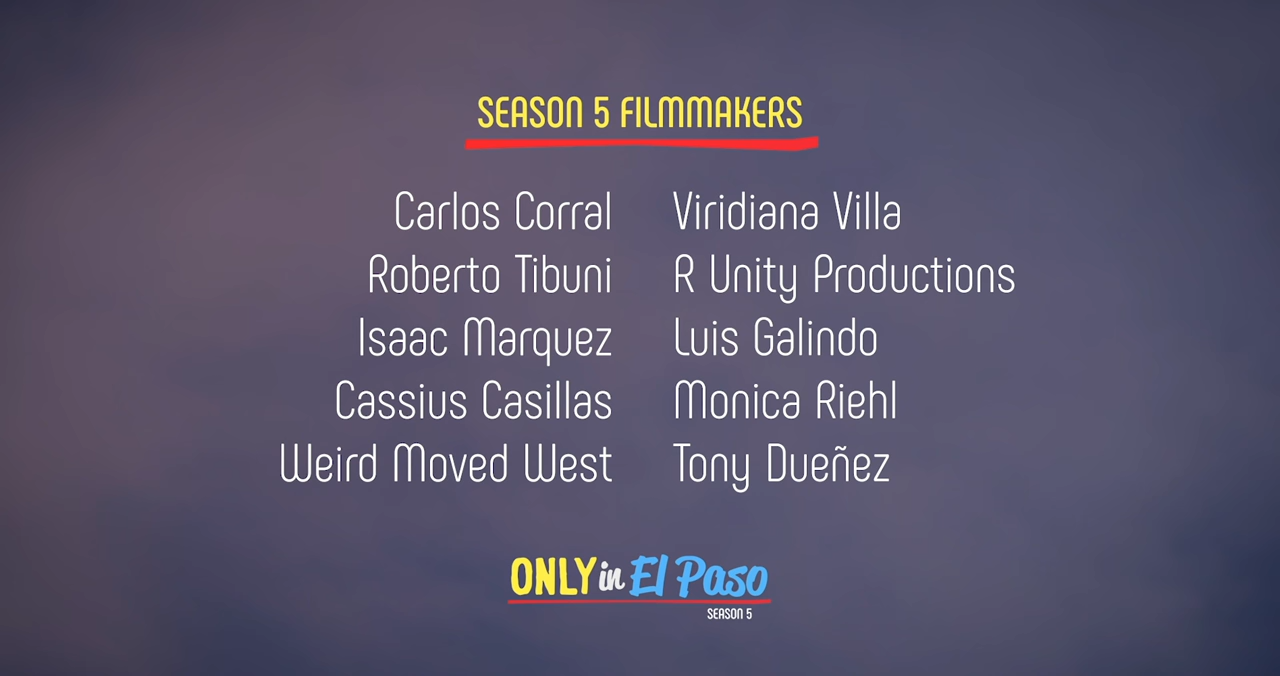 SEASON 5 FILMMAKERS
Carlos Corral
Roberto Tibuni
Isaac Marquez
Cassius Casillas
Weird Moved West
Viridiana Villa
R Unity Productions
Luis Galindo
Monica Riehl
Tony Dueñez
ONLY in El Paso
SEASON 5